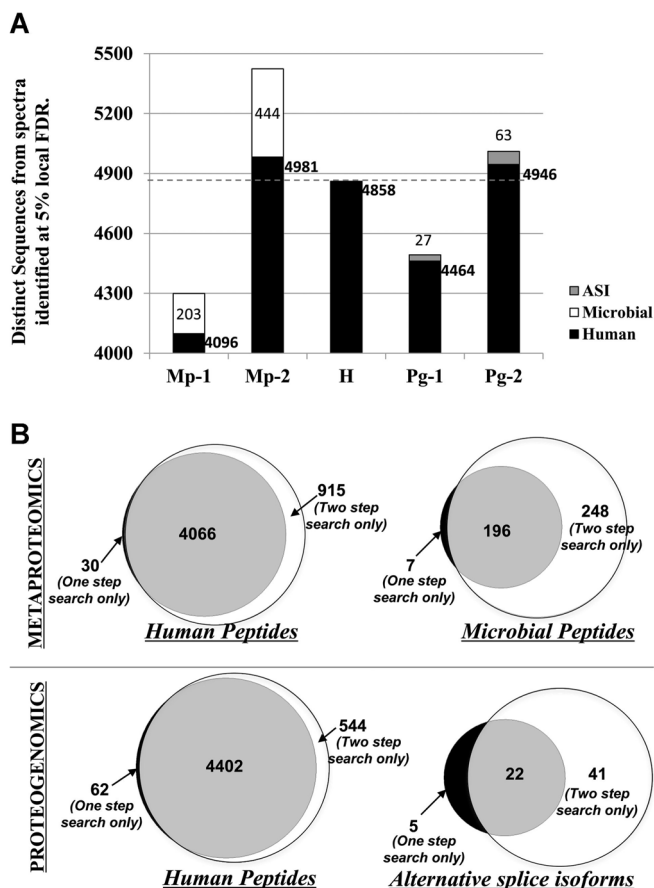 A
Distinct Sequences from spectra
identified at 5% local FDR.
5500
5200
4900
4600
4300
4000
203
4096
444
4981
4858
27
4464
63
4946
Mp-1 Mp-2 H Pg-1 Pg-2
ASI
Microbial
Human
B
METAPROTEOMICS
4066
915
(Two step
search only)
30
(One step
search only)
Human Peptides
196
248
(Two step
search only)
7
(One step
search only)
Microbial Peptides
PROTEOGENOMICS
4402
544
(Two step
search only)
62
(One step
search only)
Human Peptides
22
41
(Two step
search only)
5
(One step
search only)
Alternative splice isoforms